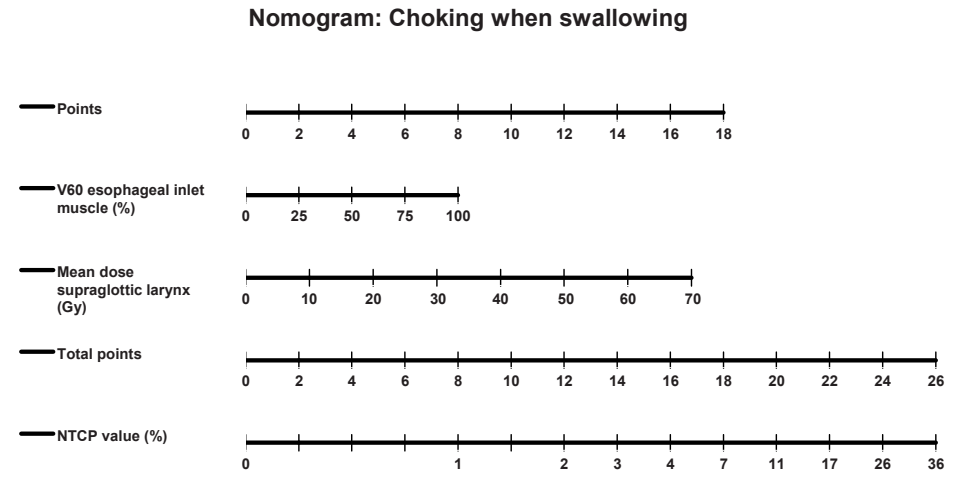 Nomogram: Choking when swallowing
Points
0 2 4 6 8 10 12 14 16 18
V60 esophageal inlet
muscle (%)
0 25 50 75 100
Mean dose
supraglottic larynx
(Gy)
0 10 20 30 40 50 60 70
Total points
0 2 4 6 8 10 12 14 16 18 20 22 24 26
NTCP value (%)
0 1 2 3 4 7 11 17 26 36